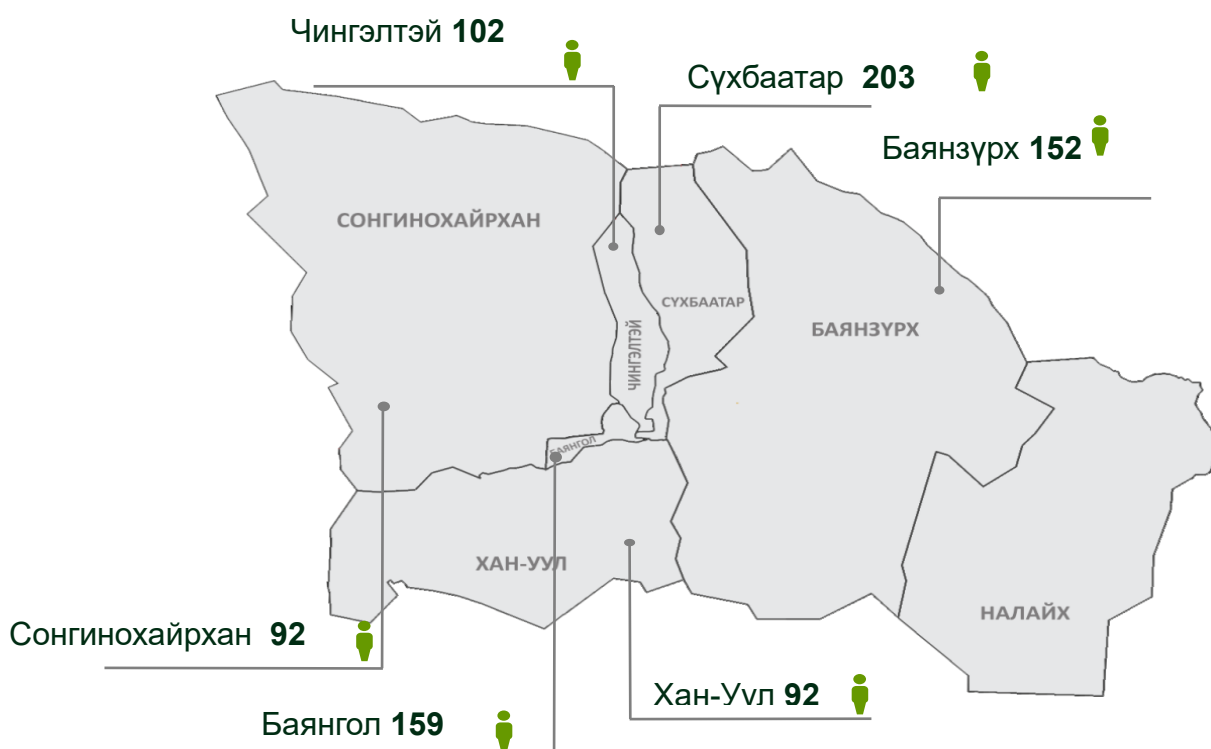 Чингэлтэй 102
Сүхбаатар 203
Баянзүрх 152
СОНГИНОХАЙРХАН
СҮХБААТАР
ЧИНГЭЛТЭЙ
БАЯНЗҮРХ
БАЯНГОЛ
ХАН-УУЛ
НАЛАЙХ
Сонгинохайрхан 92
Хан-Уул 92
Баянгол 159